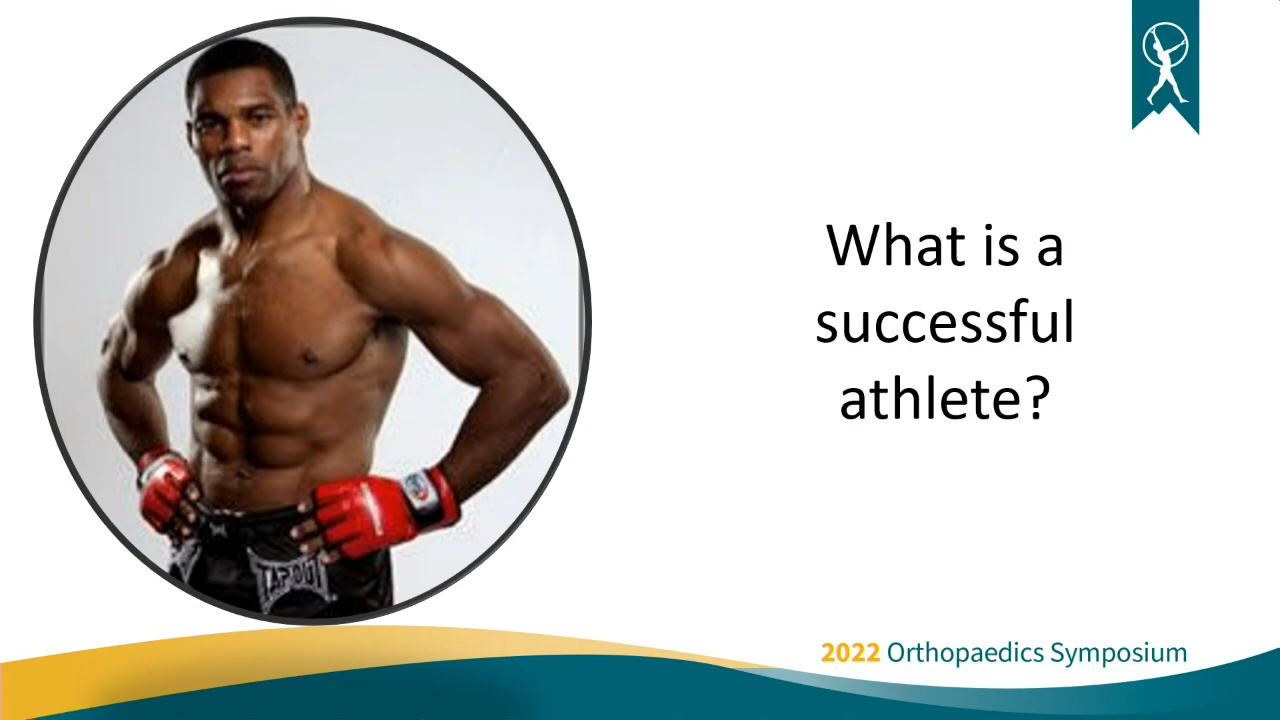 What is a
successful
athlete?
TAPOUT
2022 Orthopaedics Symposium